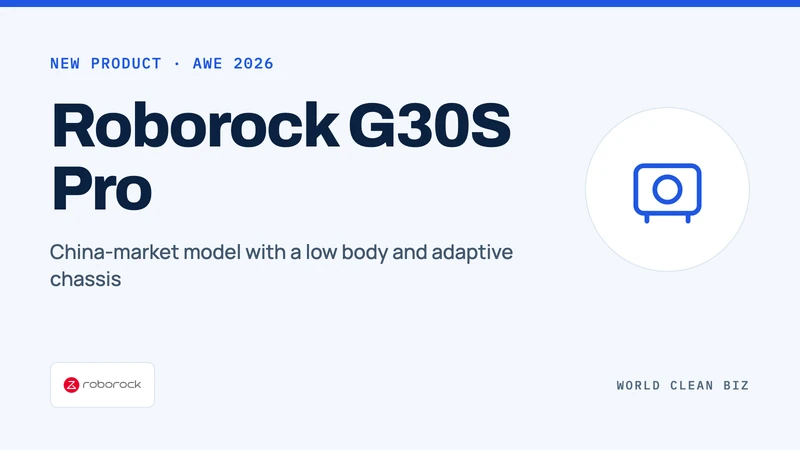 NEW PRODUCT · AWE 2026
Roborock G30S
Pro
China-market model with a low body and adaptive
chassis
roborock
WORLD CLEAN BIZ